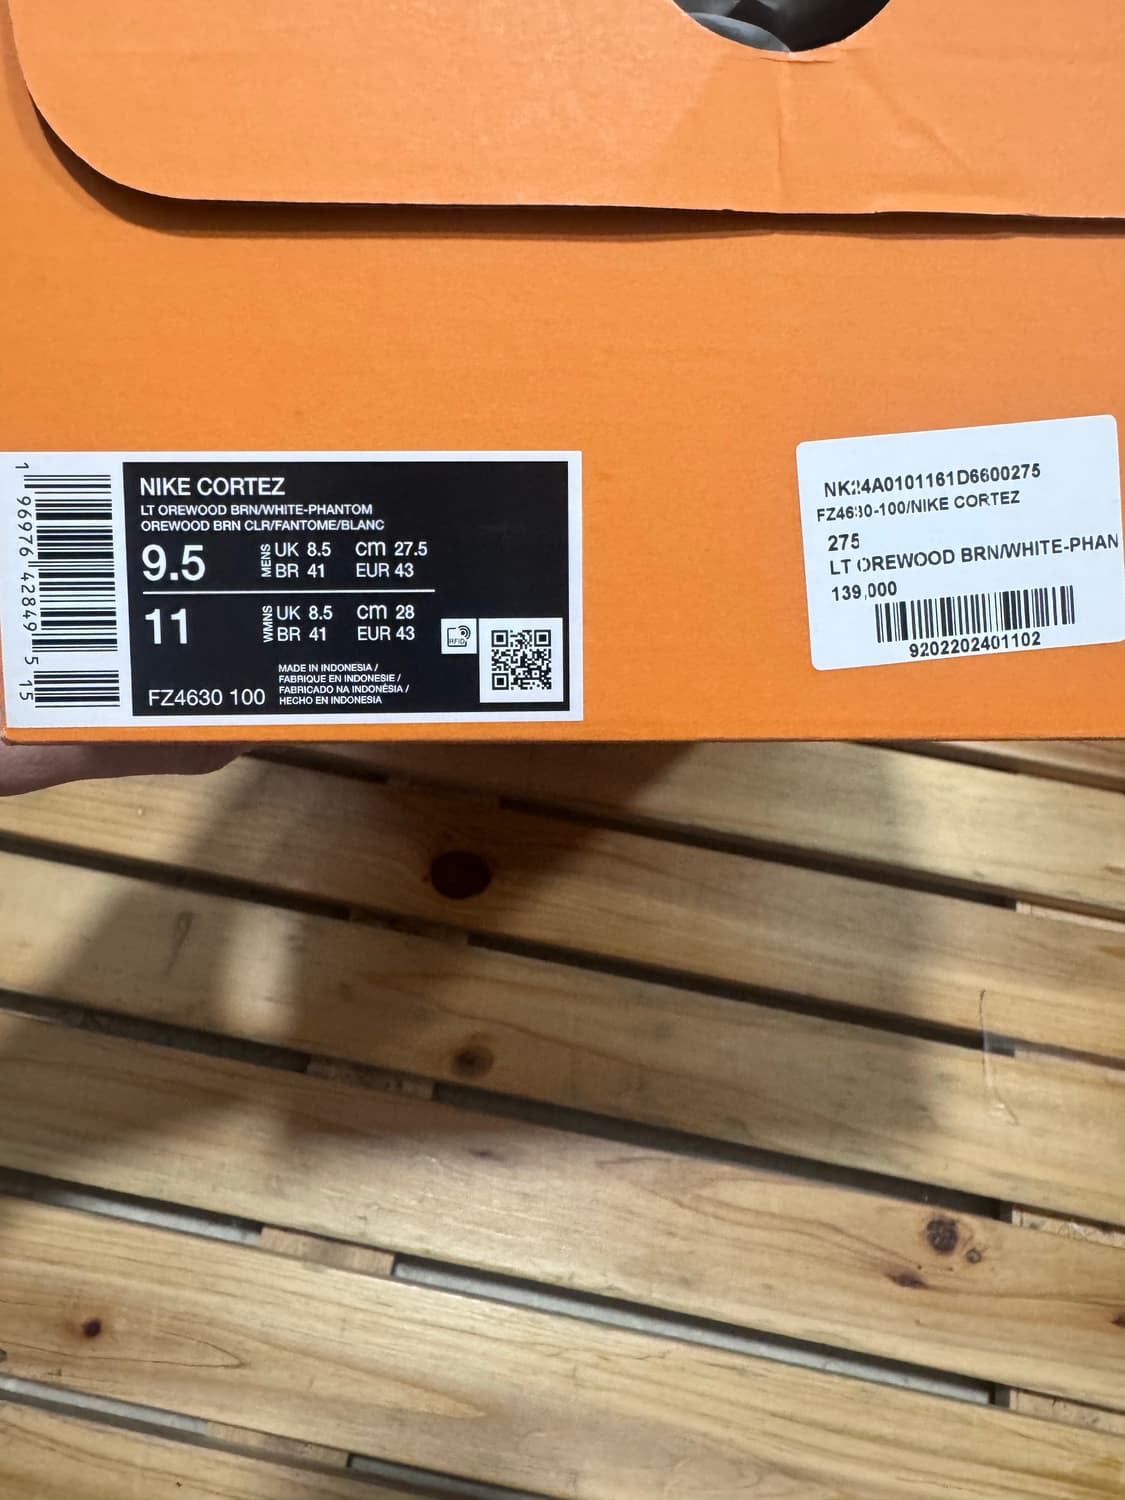 1 96976 42849 5 15
NIKE CORTEZ
LT OREWOOD BRN/WHITE-PHANTOM
OREWOOD BRN CLR/FANTOME/BLANC
9.5
MENS
UK 8.5 cm 27.5
BR 41 EUR 43
11
WMNS
UK 8.5 cm 28
BR 41 EUR 43
RFID
MADE IN INDONESIA /
FABRIQUE EN INDONESIE /
FABRICADO NA INDONÉSIA /
HECHO EN INDONESIA
FZ4630 100
NK24A0101161D6600275
FZ4630-100/NIKE CORTEZ
275
LT OREWOOD BRN/WHITE-PHAN
139,000
9202202401102